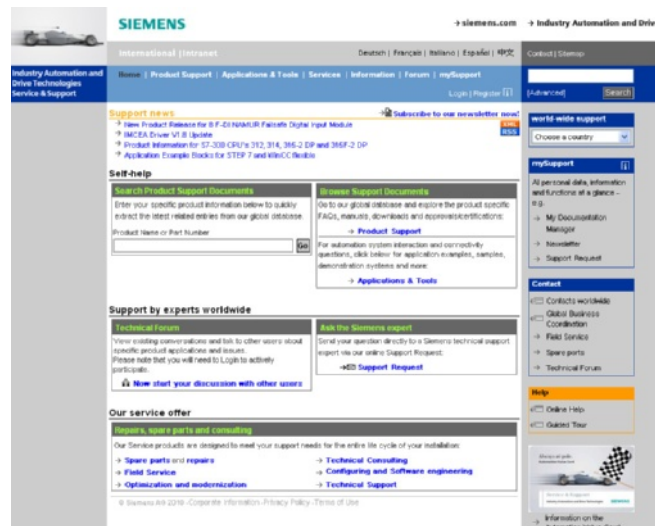 SIEMENS
→ siemens.com → Industry Automation and Driv
International | Intranet
Deutsch | Français | Italiano | Español | 中文
Contact | Sitemap
Industry Automation and
Drive Technologies
Service & Support
Home | Product Support | Applications & Tools | Services | Information | Forum | mySupport
Login | Register
[Advanced] Search
Support news
→ Subscribe to our newsletter now!
XML
RSS
→ New Product Release for 8 F-DI NAMUR Failsafe Digital Input Module
→ IMCEA Driver V1.8 Update
→ Product Information for S7-300 CPU's 312, 314, 315-2 DP and 315F-2 DP
→ Application Example Blocks for STEP 7 and WinCC flexible
Self-help
Search Product Support Documents
Enter your specific product information below to quickly
extract the latest related entries from our global database.
Product Name or Part Number
Go
Browse Support Documents
Go to our global database and explore the product specific
FAQs, manuals, downloads and approvals/certifications:
→ Product Support
For automation system interaction and connectivity
questions, click below for application examples, samples,
demonstration systems and more:
→ Applications & Tools
Support by experts worldwide
Technical Forum
View existing conversations and talk to other users about
specific product applications and issues.
Please note that you will need to Login to actively
participate.
Now start your discussion with other users
Ask the Siemens expert
Send your question directly to a Siemens technical support
expert via our online Support Request:
→ Support Request
Our service offer
Repairs, spare parts and consulting
Our Service products are designed to meet your support needs for the entire life cycle of your installation:
→ Spare parts and repairs
→ Field Service
→ Optimization and modernization
→ Technical Consulting
→ Configuring and Software engineering
→ Technical Support
© Siemens AG 2010 - Corporate Information - Privacy Policy - Terms of Use
world-wide support
Choose a country
mySupport
All personal data, information
and functions at a glance –
e.g.
→ My Documentation
Manager
→ Newsletter
→ Support Request
Contact
Contacts worldwide
Global Business
Coordination
→ Field Service
→ Spare parts
→ Technical Forum
Help
Online Help
Guided Tour
Service & Support
SIEMENS
→ Information on the